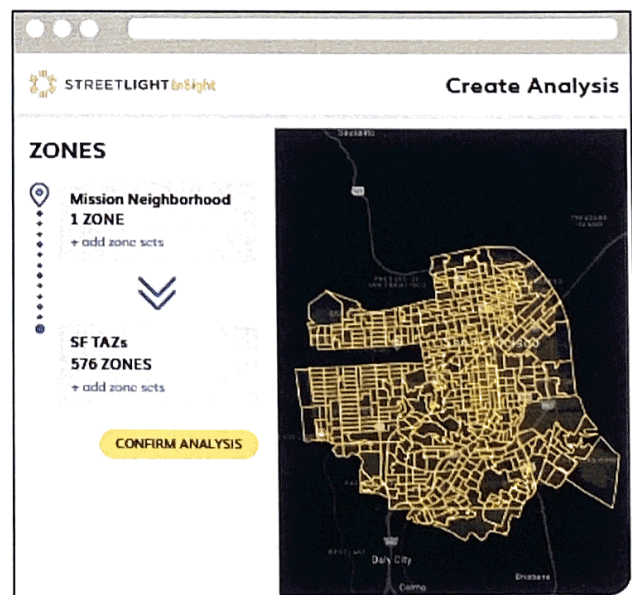 STREETLIGHT InSight
Create Analysis
ZONES
Mission Neighborhood
1 ZONE
+ add zone sets
SF TAZs
576 ZONES
+ add zone sets
CONFIRM ANALYSIS
Sausalito
Daly City
Colma
Brisbane